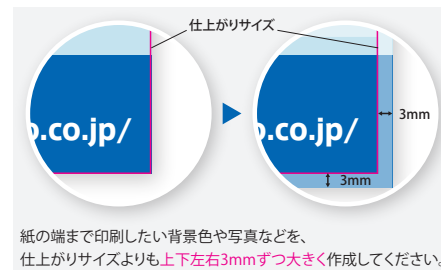 仕上がりサイズ
o.co.jp/
o.co.jp/
3mm
3mm
紙の端まで印刷したい背景色や写真などを、
仕上がりサイズよりも上下左右3mmずつ大きく作成してください。